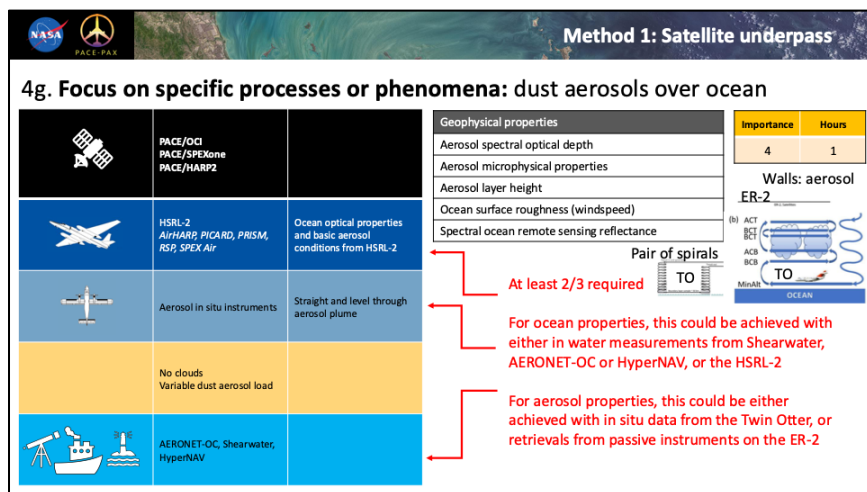 NASA
PACE-PAX
Method 1: Satellite underpass
4g. Focus on specific processes or phenomena: dust aerosols over ocean
PACE/OCI
PACE/SPEXone
PACE/HARP2
HSRL-2
AirHARP, PICARD, PRISM,
RSP, SPEX Air
Ocean optical properties
and basic aerosol
conditions from HSRL-2
Aerosol in situ instruments
Straight and level through
aerosol plume
No clouds
Variable dust aerosol load
AERONET-OC, Shearwater,
HyperNAV
Geophysical properties
Aerosol spectral optical depth
Aerosol microphysical properties
Aerosol layer height
Ocean surface roughness (windspeed)
Spectral ocean remote sensing reflectance
Importance
Hours
4
1
Walls: aerosol
ER-2
(b)
ACT
BCT
BCT
ACB
BCB
TO
MinAlt
OCEAN
Pair of spirals
TO
At least 2/3 required
For ocean properties, this could be achieved with
either in water measurements from Shearwater,
AERONET-OC or HyperNAV, or the HSRL-2
For aerosol properties, this could be either
achieved with in situ data from the Twin Otter, or
retrievals from passive instruments on the ER-2